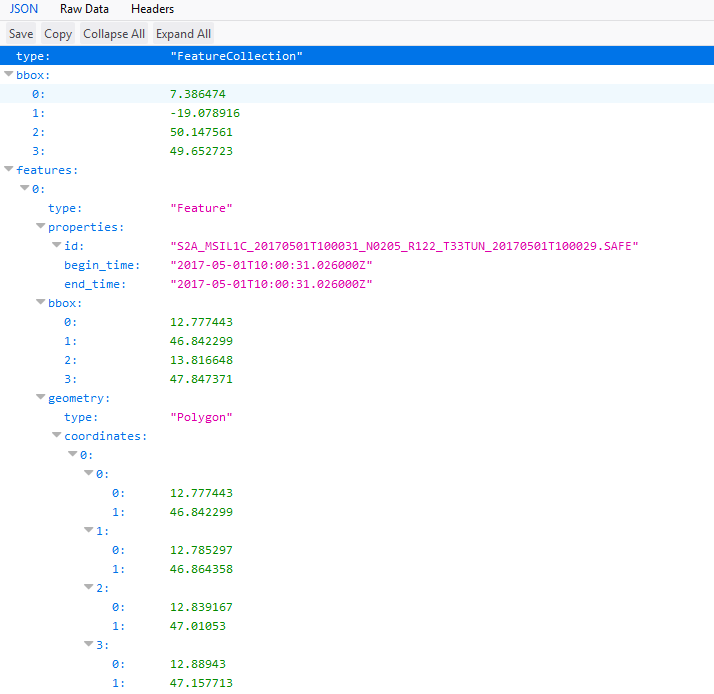 JSON Raw Data Headers
Save Copy Collapse All Expand All
type: "FeatureCollection"
bbox:
0: 7.386474
1: -19.078916
2: 50.147561
3: 49.652723
features:
0:
type: "Feature"
properties:
id: "S2A_MSIL1C_20170501T100031_N0205_R122_T33TUN_20170501T100029.SAFE"
begin_time: "2017-05-01T10:00:31.026000Z"
end_time: "2017-05-01T10:00:31.026000Z"
bbox:
0: 12.777443
1: 46.842299
2: 13.816648
3: 47.847371
geometry:
type: "Polygon"
coordinates:
0:
0:
0: 12.777443
1: 46.842299
1:
0: 12.785297
1: 46.864358
2:
0: 12.839167
1: 47.01053
3:
0: 12.88943
1: 47.157713